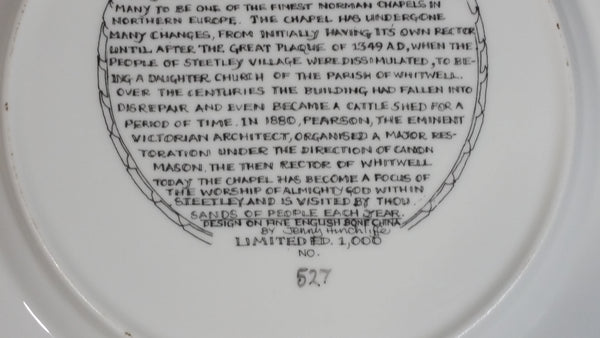 MANY TO BE ONE OF THE FINEST NORMAN CHAPELS IN
NORTHERN EUROPE. THE CHAPEL HAS UNDERGONE
MANY CHANGES, FROM INITIALLY HAVING ITS OWN RECTOR
UNTIL AFTER THE GREAT PLAQUE OF 1349 AD, WHEN THE
PEOPLE OF STEETLEY VILLAGE WERE DISSIMULATED, TO BE-
ING A DAUGHTER CHURCH OF THE PARISH OF WHITWELL.
OVER THE CENTURIES THE BUILDING HAD FALLEN INTO
DISREPAIR AND EVEN BECAME A CATTLE SHED FOR A
PERIOD OF TIME. IN 1880, PEARSON, THE EMINENT
VICTORIAN ARCHITECT, ORGANISED A MAJOR RES-
TORATION UNDER THE DIRECTION OF CANON
MASON, THE THEN RECTOR OF WHITWELL
TODAY THE CHAPEL HAS BECOME A FOCUS OF
THE WORSHIP OF ALMIGHTY GOD WITHIN
STEETLEY AND IS VISITED BY THOU-
SANDS OF PEOPLE EACH YEAR.
DESIGN ON FINE ENGLISH BONE CHINA
BY Jenny Hinchliffe
LIMITED ED. 1,000
NO.
527